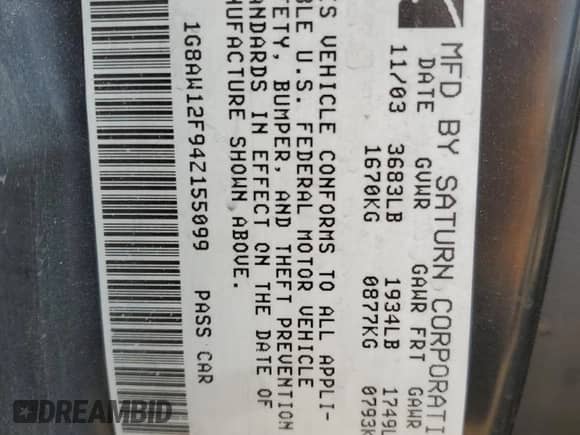 MFD BY SATURN CORPORATI
DATE GVWR GAWR FRT GAWR
11/03 3683LB 1934LB 1749L
1670KG 0877KG 0793K
S VEHICLE CONFORMS TO ALL APPLI-
BLE U.S. FEDERAL MOTOR VEHICLE
FETY, BUMPER, AND THEFT PREVENTION
ANDARDS IN EFFECT ON THE DATE OF
NUFACTURE SHOWN ABOVE.
1G8AW12F94Z155099 PASS CAR
DREAMBID